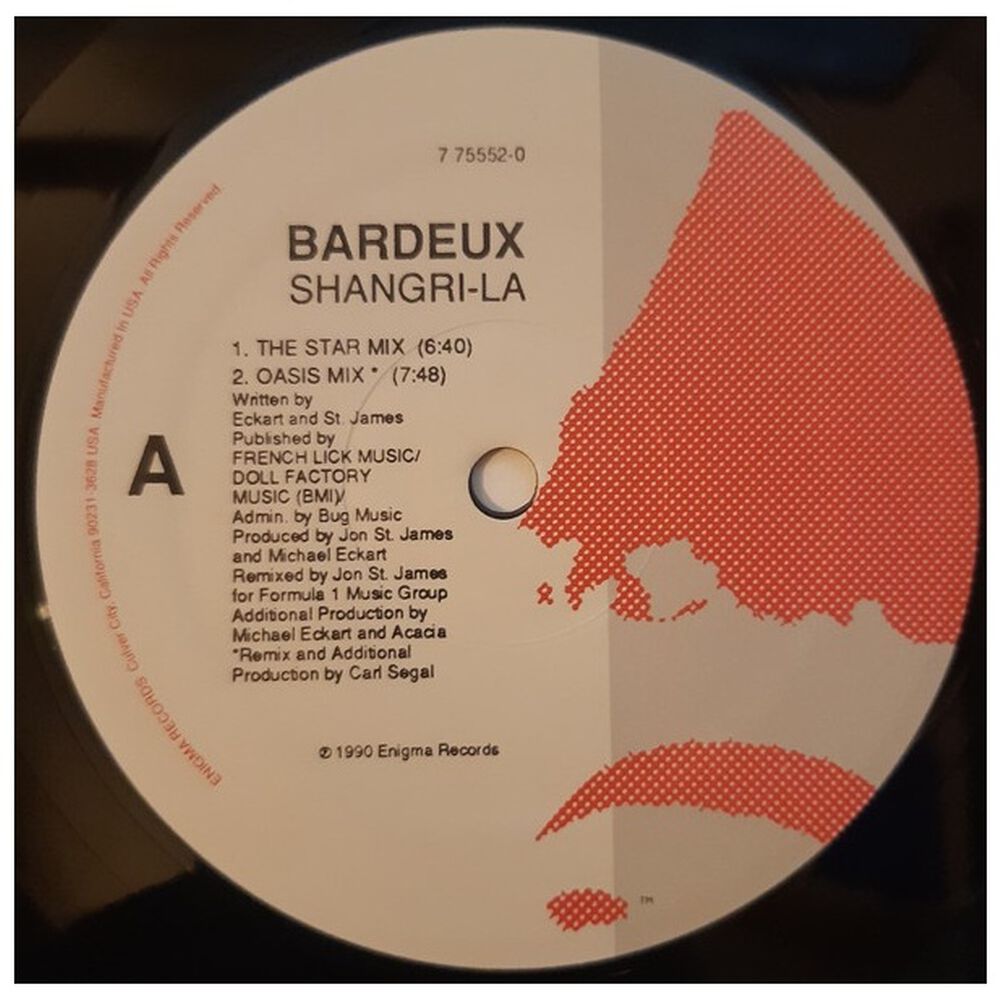 7 75552-0
BARDEUX
SHANGRI-LA
1. THE STAR MIX (6:40)
2. OASIS MIX * (7:48)
Written by
Eckart and St. James
Published by
FRENCH LICK MUSIC/
DOLL FACTORY
MUSIC (BMI)/
Admin. by Bug Music
Produced by Jon St. James
and Michael Eckart
Remixed by Jon St. James
for Formula 1 Music Group
Additional Production by
Michael Eckart and Acacia
*Remix and Additional
Production by Carl Segal
A
℗ 1990 Enigma Records
ENIGMA RECORDS, Culver City, California 90231-3628 USA. Manufactured in USA. All Rights Reserved.
TM